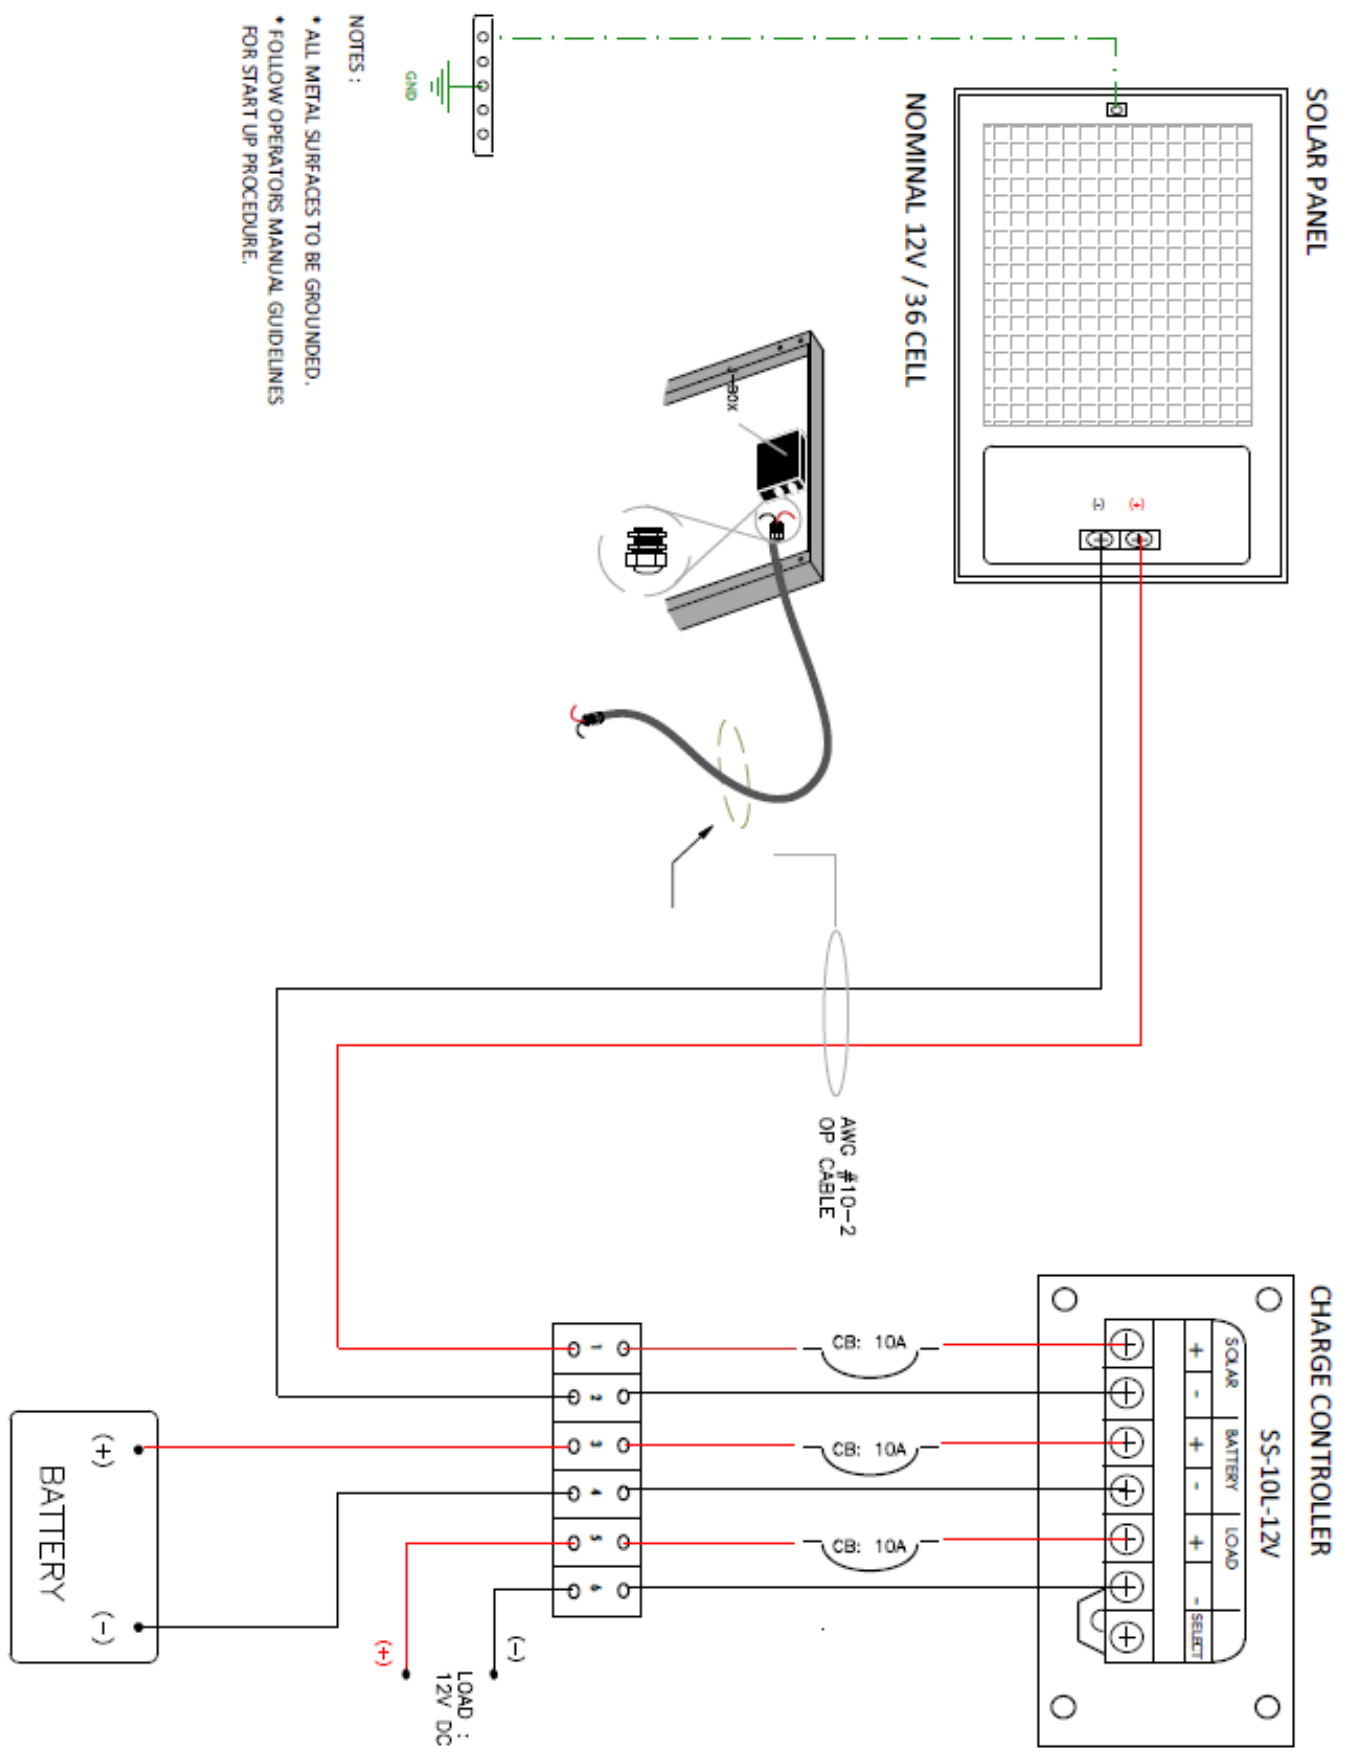 SOLAR PANEL
(+)
(-)
NOMINAL 12V / 36 CELL
GND
NOTES :
* ALL METAL SURFACES TO BE GROUNDED.
* FOLLOW OPERATORS MANUAL GUIDELINES
FOR START UP PROCEDURE.
J-BOX
AWG #10-2
OP CABLE
CHARGE CONTROLLER
SS-10L-12V
SOLAR BATTERY LOAD
+ - + - + - SELECT
CB: 10A
CB: 10A
CB: 10A
1
2
3
4
5
6
(-)
(+)
LOAD :
12V DC
(+) (-)
BATTERY